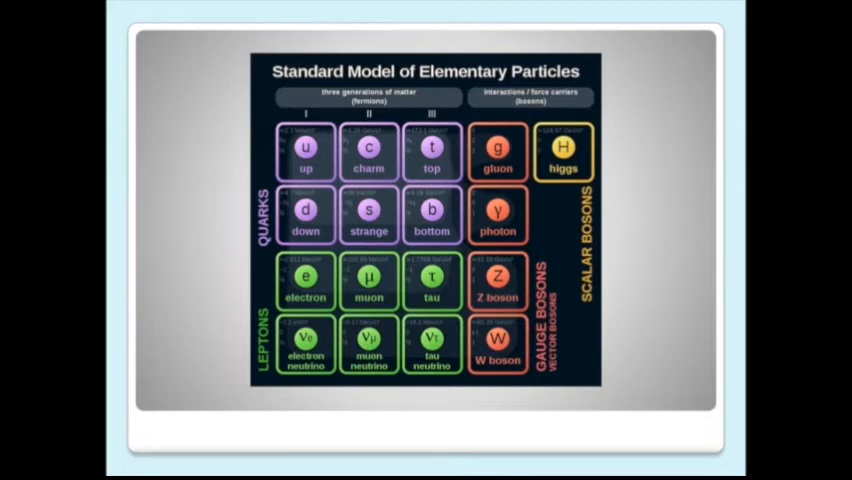 Standard Model of Elementary Particles
three generations of matter
(fermions)
interactions / force carriers
(bosons)
I II III
u c t g H
up charm top gluon higgs
d s b γ
down strange bottom photon
QUARKS
e μ τ Z
electron muon tau Z boson
νe νμ ντ W
electron neutrino muon neutrino tau neutrino W boson
LEPTONS
GAUGE BOSONS
VECTOR BOSONS
SCALAR BOSONS